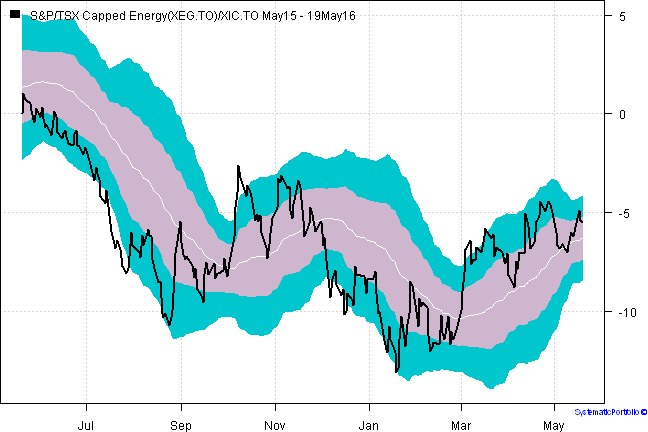 S&P/TSX Capped Energy(XEG.TO)/XIC.TO May15 - 19May16
5
0
-5
-10
Jul Sep Nov Jan Mar May
SystematicPortfolio ©